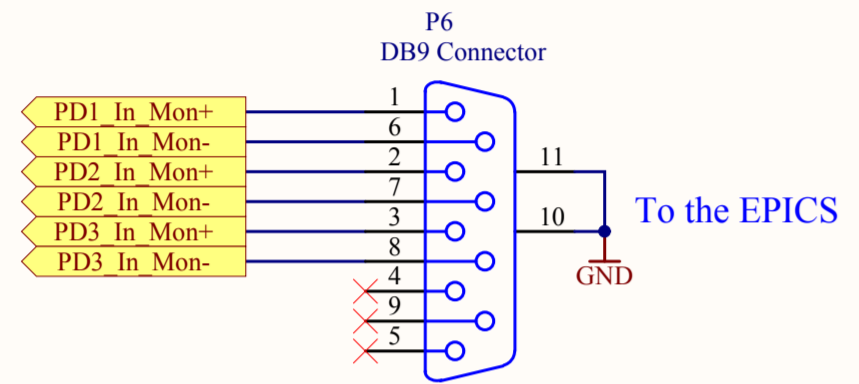 P6
DB9 Connector
PD1_In_Mon+ 1
PD1_In_Mon- 6
PD2_In_Mon+ 2
PD2_In_Mon- 7
PD3_In_Mon+ 3
PD3_In_Mon- 8
4
9
5
11
10
To the EPICS
GND